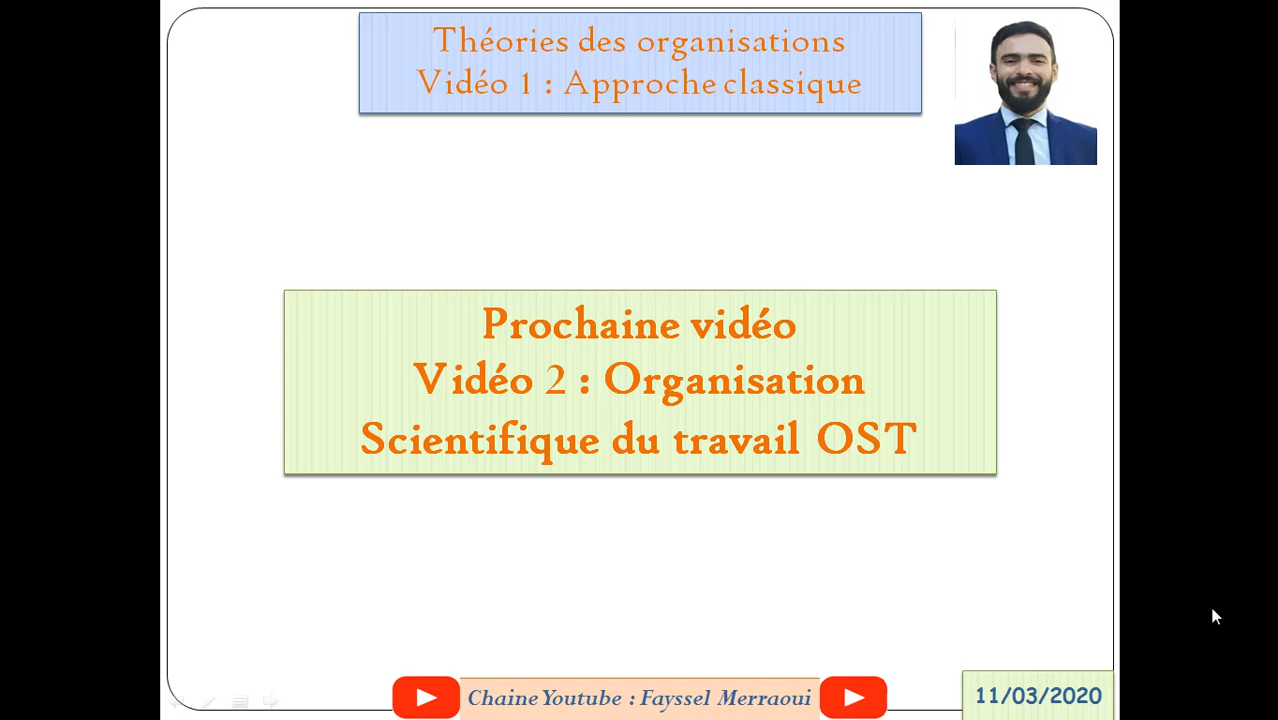 Théories des organisations
Vidéo 1 : Approche classique
Prochaine vidéo
Vidéo 2 : Organisation
Scientifique du travail OST
Chaine Youtube : Fayssel Merraoui
11/03/2020